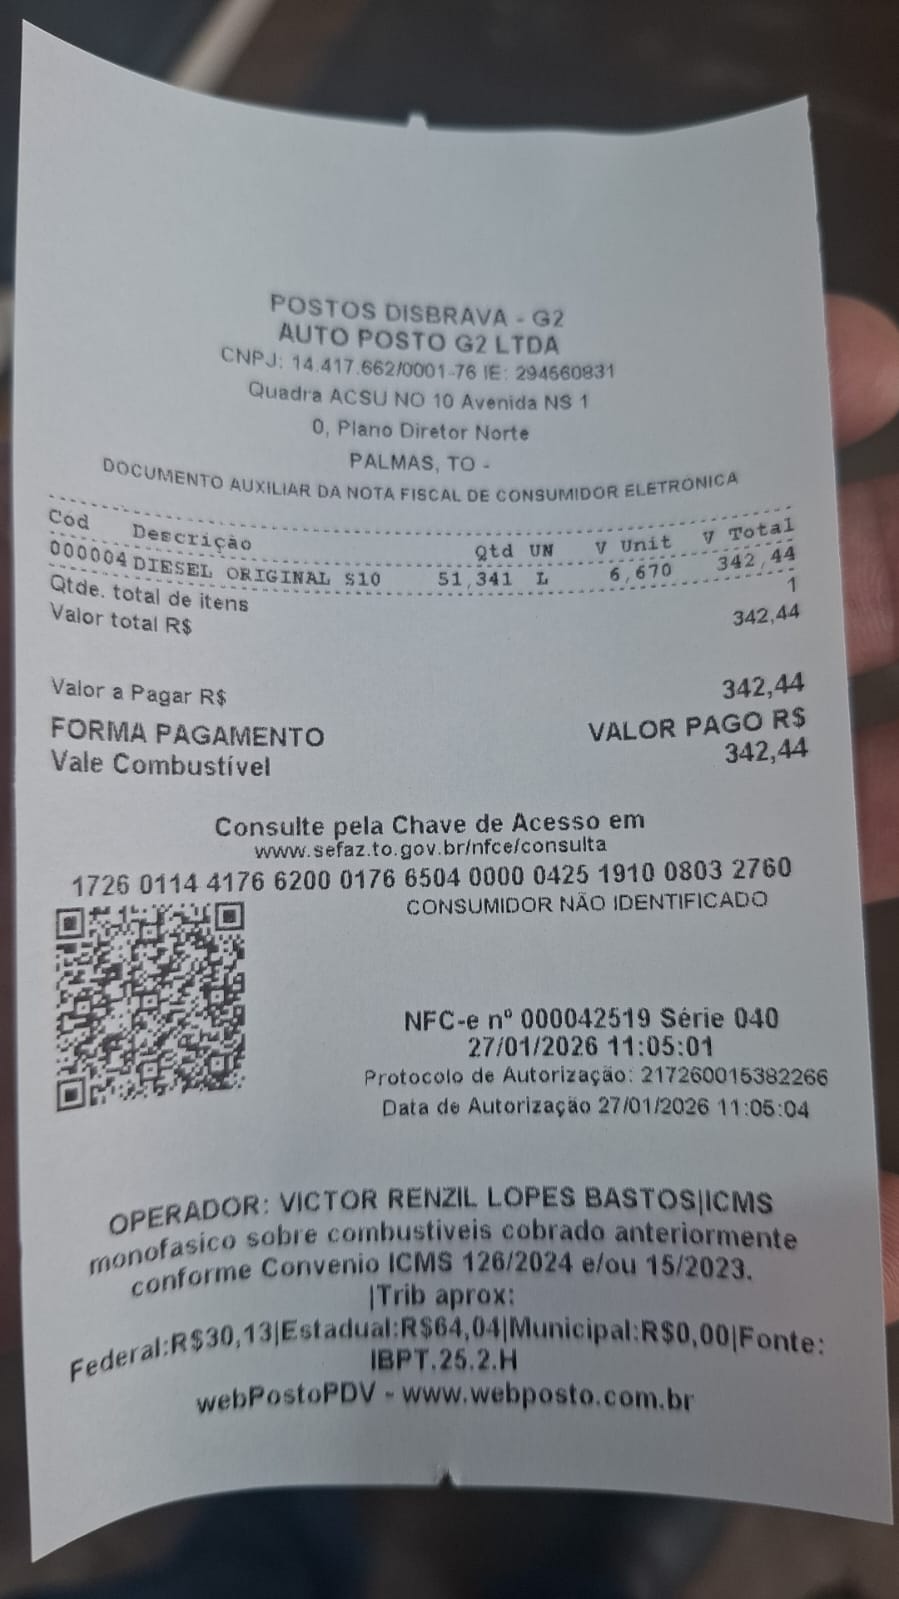 POSTOS DISBRAVA - G2
AUTO POSTO G2 LTDA
CNPJ: 14.417.662/0001-76 IE: 294660831
Quadra ACSU NO 10 Avenida NS 1
0, Plano Diretor Norte
PALMAS, TO -
DOCUMENTO AUXILIAR DA NOTA FISCAL DE CONSUMIDOR ELETRÔNICA
Cód Descrição Qtd UN V Unit V Total
000004 DIESEL ORIGINAL S10 51,341 L 6,670 342,44
Qtde. total de itens 1
Valor total R$ 342,44
Valor a Pagar R$ 342,44
FORMA PAGAMENTO VALOR PAGO R$
Vale Combustível 342,44
Consulte pela Chave de Acesso em
www.sefaz.to.gov.br/nfce/consulta
1726 0114 4176 6200 0176 6504 0000 0425 1910 0803 2760
CONSUMIDOR NÃO IDENTIFICADO
NFC-e nº 000042519 Série 040
27/01/2026 11:05:01
Protocolo de Autorização: 217260015382266
Data de Autorização 27/01/2026 11:05:04
OPERADOR: VICTOR RENZIL LOPES BASTOS|ICMS
monofasico sobre combustiveis cobrado anteriormente
conforme Convenio ICMS 126/2024 e/ou 15/2023.
|Trib aprox:
Federal:R$30,13|Estadual:R$64,04|Municipal:R$0,00|Fonte:
IBPT.25.2.H
webPostoPDV - www.webposto.com.br